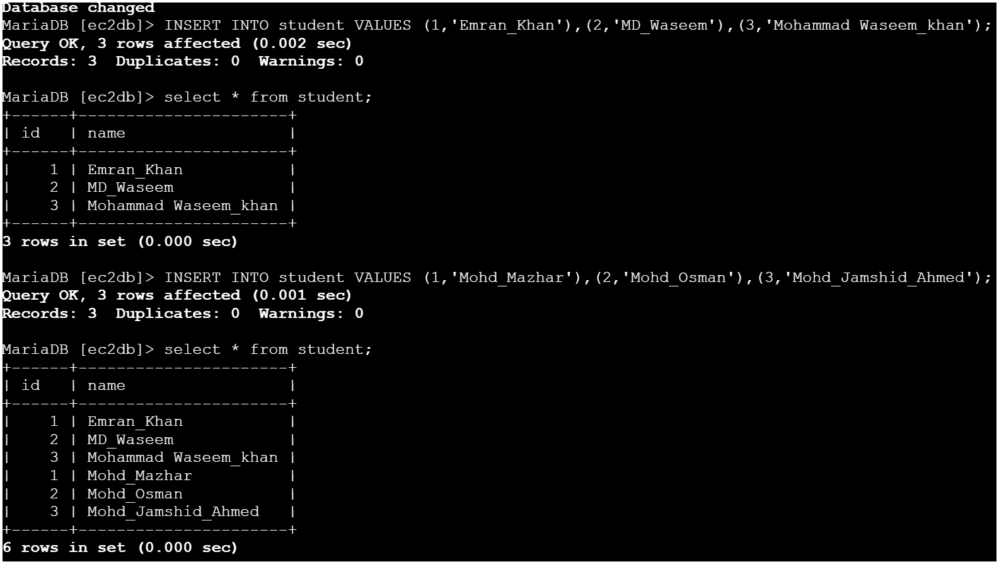 Database changed
MariaDB [ec2db]> INSERT INTO student VALUES (1,'Emran_Khan'),(2,'MD_Waseem'),(3,'Mohammad Waseem_khan');
Query OK, 3 rows affected (0.002 sec)
Records: 3  Duplicates: 0  Warnings: 0

MariaDB [ec2db]> select * from student;
+------+----------------------+
| id   | name                 |
+------+----------------------+
|    1 | Emran_Khan           |
|    2 | MD_Waseem            |
|    3 | Mohammad Waseem_khan |
+------+----------------------+
3 rows in set (0.000 sec)

MariaDB [ec2db]> INSERT INTO student VALUES (1,'Mohd_Mazhar'),(2,'Mohd_Osman'),(3,'Mohd_Jamshid_Ahmed');
Query OK, 3 rows affected (0.001 sec)
Records: 3  Duplicates: 0  Warnings: 0

MariaDB [ec2db]> select * from student;
+------+----------------------+
| id   | name                 |
+------+----------------------+
|    1 | Emran_Khan           |
|    2 | MD_Waseem            |
|    3 | Mohammad Waseem_khan |
|    1 | Mohd_Mazhar          |
|    2 | Mohd_Osman           |
|    3 | Mohd_Jamshid_Ahmed   |
+------+----------------------+
6 rows in set (0.000 sec)